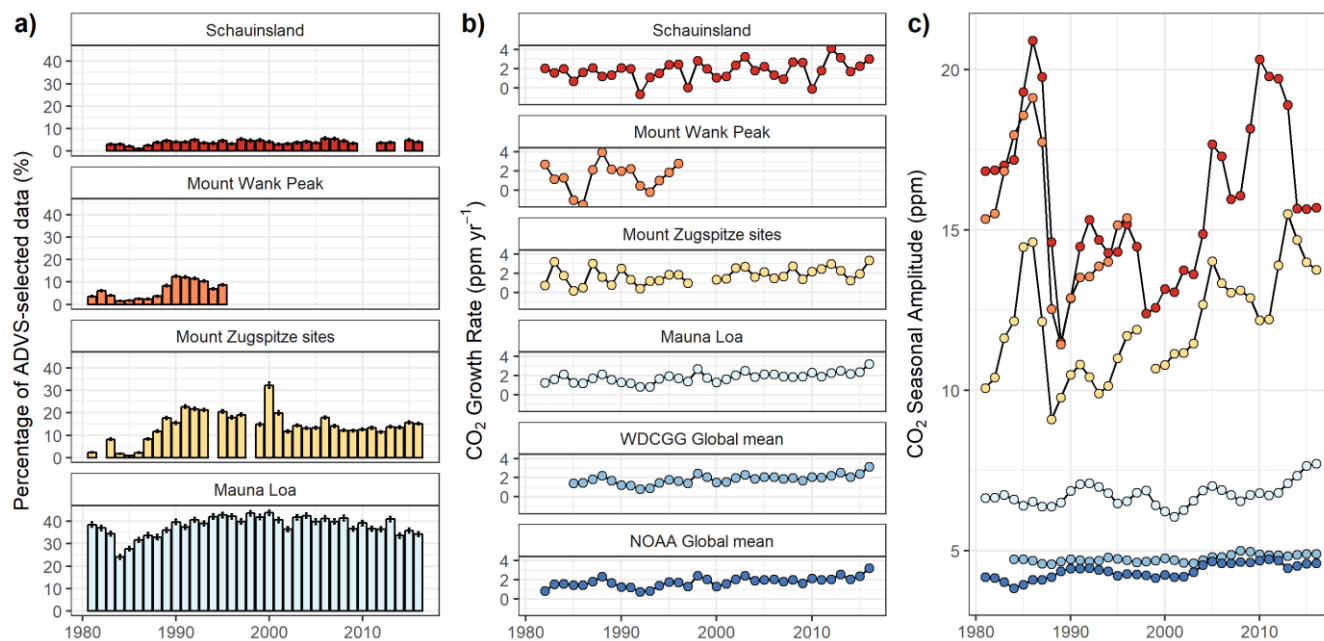 a)
Percentage of ADVS-selected data (%)
Schauinsland
40
30
20
10
0
Mount Wank Peak
40
30
20
10
0
Mount Zugspitze sites
40
30
20
10
0
Mauna Loa
40
30
20
10
0
1980 1990 2000 2010
b)
CO₂ Growth Rate (ppm yr⁻¹)
Schauinsland
4
2
0
Mount Wank Peak
4
2
0
Mount Zugspitze sites
4
2
0
Mauna Loa
4
2
0
WDCGG Global mean
4
2
0
NOAA Global mean
4
2
0
1980 1990 2000 2010
c)
CO₂ Seasonal Amplitude (ppm)
20
15
10
5
1980 1990 2000 2010